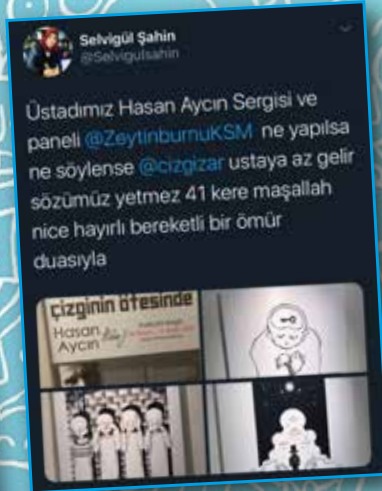 Selvigül Şahin
@Selvigulsahin
Üstadımız Hasan Aycın Sergisi ve
paneli @ZeytinburnuKSM ne yapılsa
ne söylense @cizgizar ustaya az gelir
sözümüz yetmez 41 kere maşallah
nice hayırlı bereketli bir ömür
duasıyla
çizginin ötesinde
Hasan
Aycın